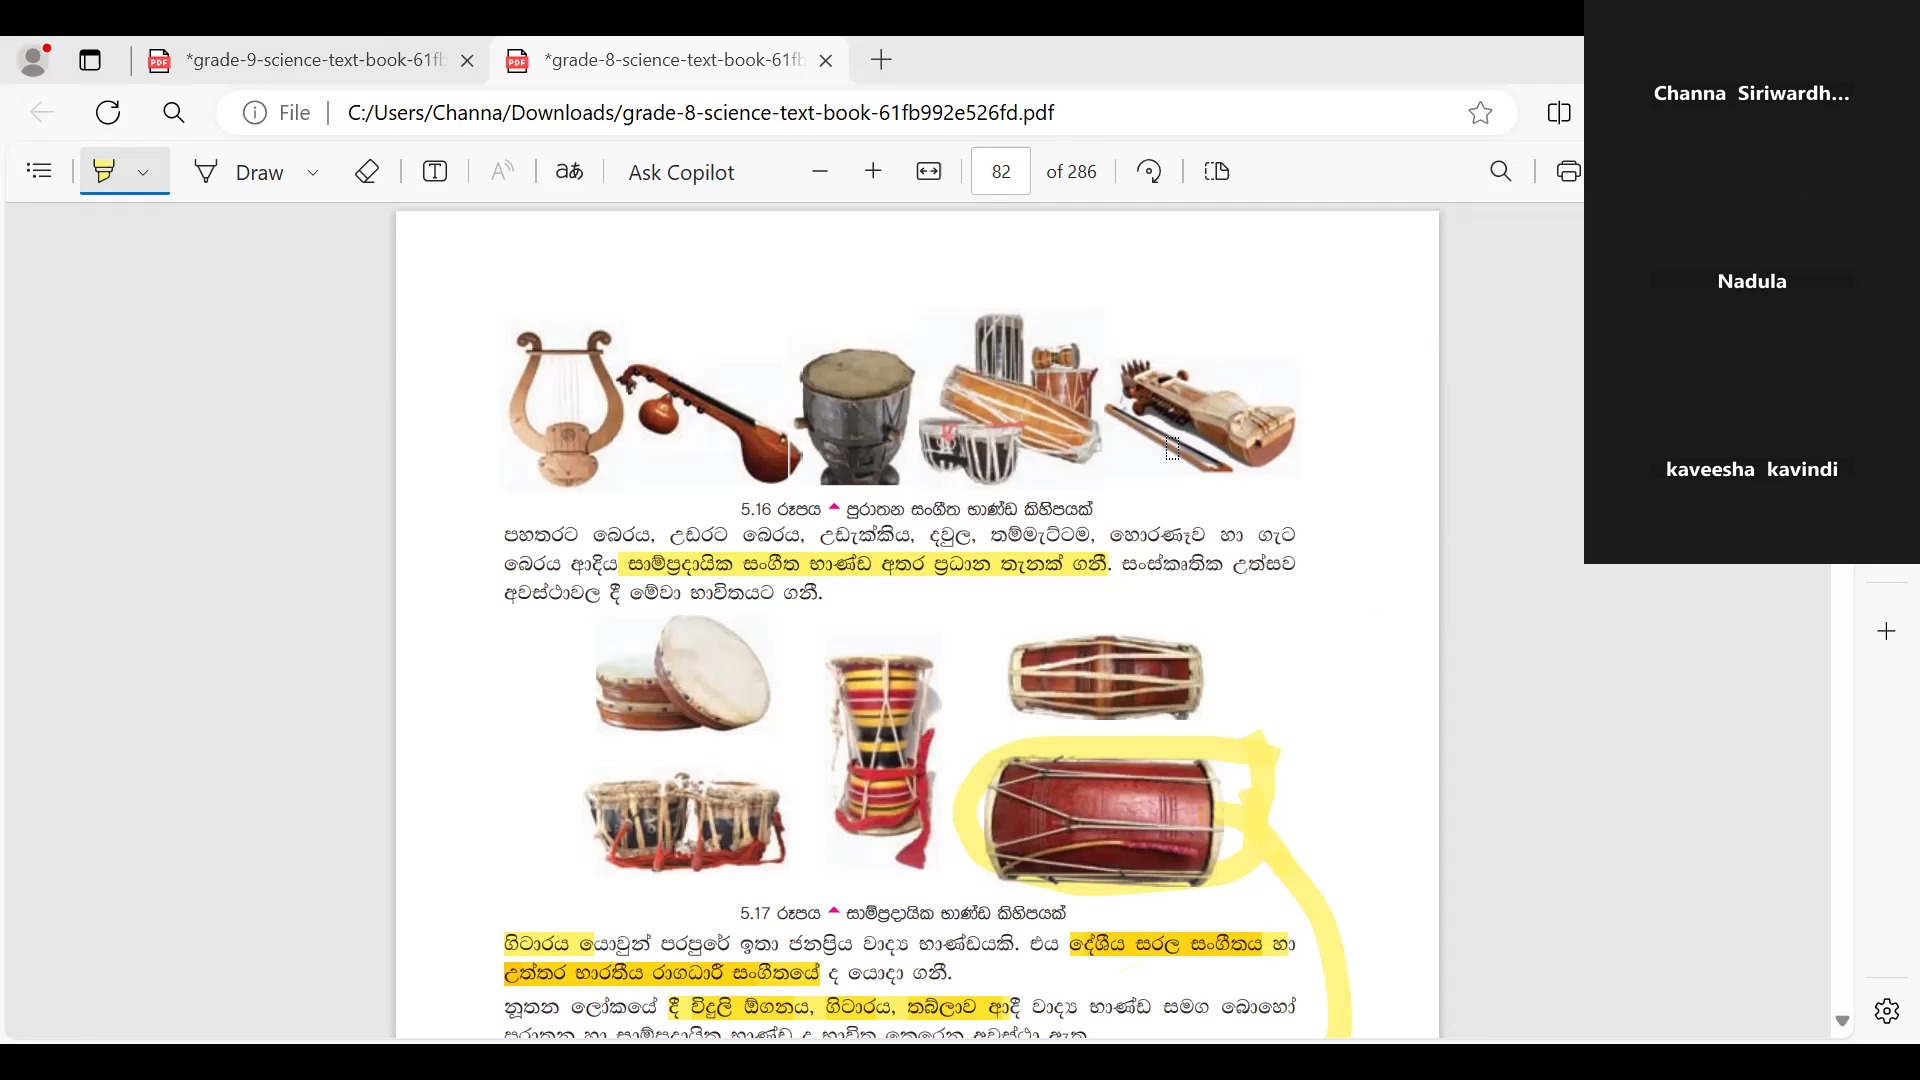 *grade-9-science-text-book-61fb
*grade-8-science-text-book-61fb
File
C:/Users/Channa/Downloads/grade-8-science-text-book-61fb992e526fd.pdf
Draw
Ask Copilot
82
of 286
Channa Siriwardh...
Nadula
kaveesha kavindi
5.16 රූපය ▲ පුරාතන සංගීත භාණ්ඩ කිහිපයක්
පහතරට බෙරය, උඩරට බෙරය, උඩැක්කිය, දවුල, තම්මැට්ටම, හොරණෑව හා ගැට
බෙරය ආදිය සාම්ප්‍රදායික සංගීත භාණ්ඩ අතර ප්‍රධාන තැනක් ගනී. සංස්කෘතික උත්සව
අවස්ථාවල දී මේවා භාවිතයට ගනී.
5.17 රූපය ▲ සාම්ප්‍රදායික භාණ්ඩ කිහිපයක්
ගිටාරය යොවුන් පරපුරේ ඉතා ජනප්‍රිය වාද්‍ය භාණ්ඩයකි. එය දේශීය සරල සංගීතය හා
උත්තර භාරතීය රාගධාරී සංගීතයේ ද යොදා ගනී.
නූතන ලෝකයේ දී විදුලි ඕගනය, ගිටාරය, තබ්ලාව ආදී වාද්‍ය භාණ්ඩ සමග බොහෝ
පුරාතන හා සාම්ප්‍රදායික භාණ්ඩ ද භාවිත කෙරෙන අවස්ථා ඇත.